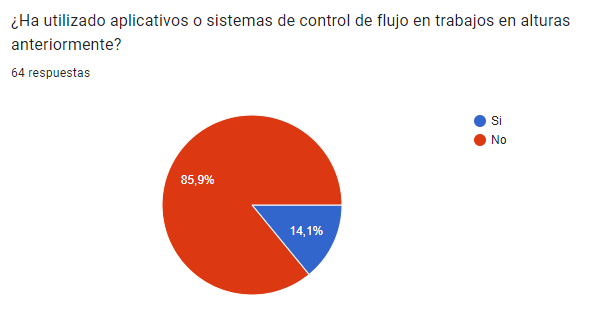 ¿Ha utilizado aplicativos o sistemas de control de flujo en trabajos en alturas
anteriormente?
64 respuestas
Si
No
85,9%
14,1%